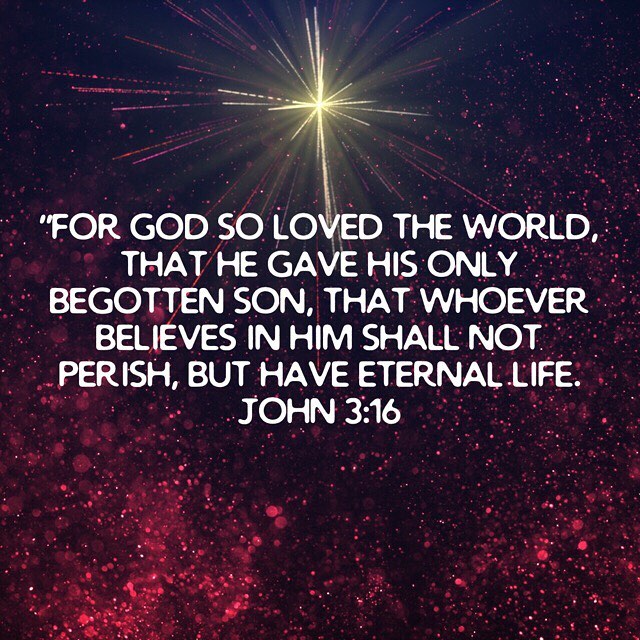 "FOR GOD SO LOVED THE WORLD,
THAT HE GAVE HIS ONLY
BEGOTTEN SON, THAT WHOEVER
BELIEVES IN HIM SHALL NOT
PERISH, BUT HAVE ETERNAL LIFE.
JOHN 3:16